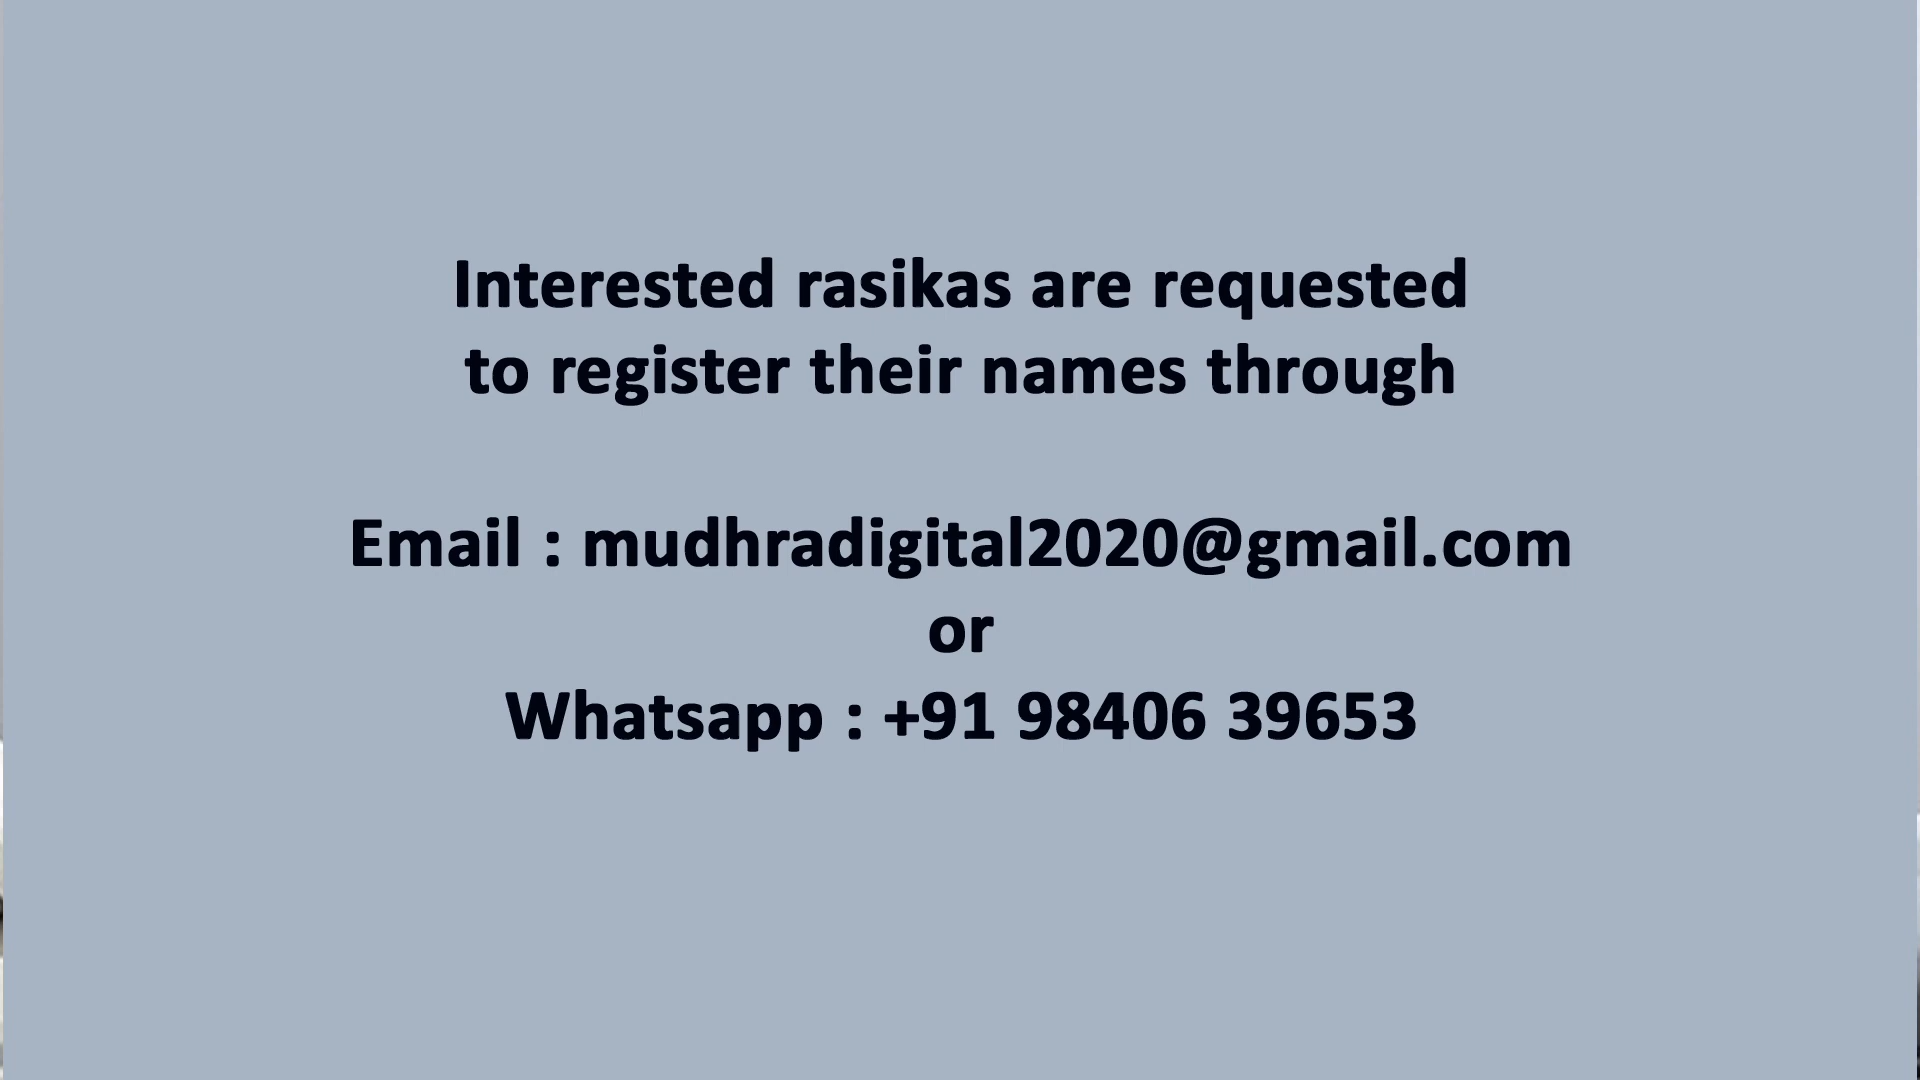 Interested rasikas are requested
to register their names through
Email : mudhradigital2020@gmail.com
or
Whatsapp : +91 98406 39653